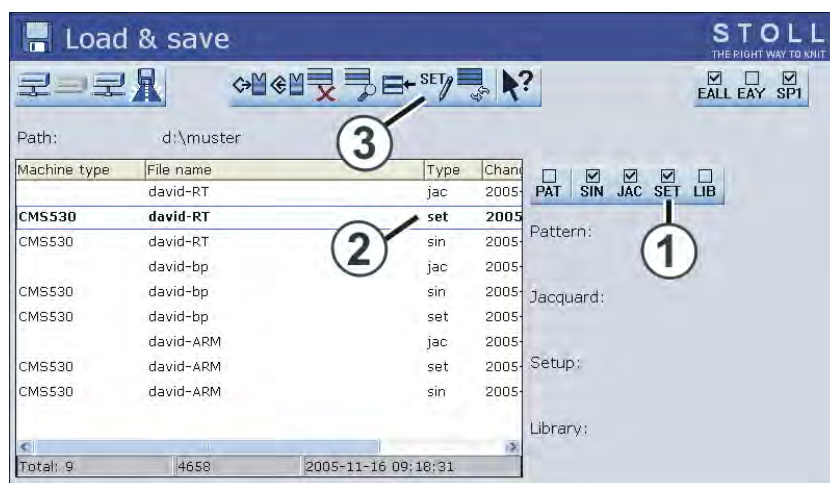 Load & save
STOLL
THE RIGHT WAY TO KNIT
SET
?
EALL EAY SP1
3
Path: d:\muster
Machine type File name Type Chang
david-RT jac 2005-
CMS530 david-RT set 2005
CMS530 david-RT sin 2005-
david-bp jac 2005-
CMS530 david-bp sin 2005-
CMS530 david-bp set 2005-
david-ARM jac 2005-
CMS530 david-ARM set 2005-
CMS530 david-ARM sin 2005-
2
PAT SIN JAC SET LIB
1
Pattern:
Jacquard:
Setup:
Library:
Total: 9 4658 2005-11-16 09:18:31